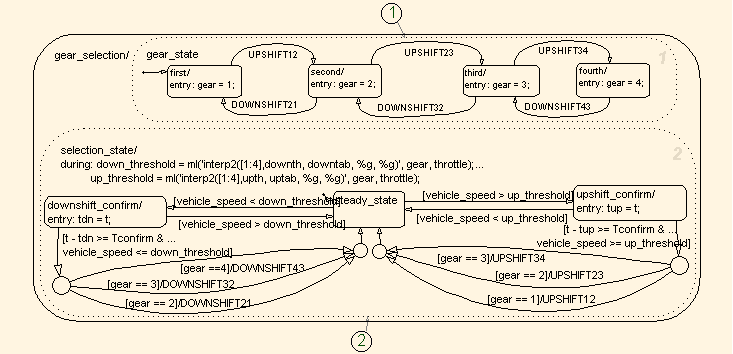 1
gear_selection/
gear_state
1
UPSHIFT12
UPSHIFT23
UPSHIFT34
first/
entry: gear = 1;
second/
entry: gear = 2;
third/
entry: gear = 3;
fourth/
entry: gear = 4;
DOWNSHIFT21
DOWNSHIFT32
DOWNSHIFT43
selection_state/
2
during: down_threshold = ml('interp2([1:4],downth, downtab, %g, %g)', gear, throttle);...
up_threshold = ml('interp2([1:4],upth, uptab, %g, %g)', gear, throttle);
downshift_confirm/
entry: tdn = t;
[vehicle_speed < down_threshold]
[vehicle_speed > down_threshold]
steady_state
[vehicle_speed > up_threshold]
[vehicle_speed < up_threshold]
upshift_confirm/
entry: tup = t;
[t - tdn >= Tconfirm & ...
vehicle_speed <= down_threshold]
[t - tup >= Tconfirm & ...
vehicle_speed >= up_threshold]
[gear ==4]/DOWNSHIFT43
[gear == 3]/DOWNSHIFT32
[gear == 2]/DOWNSHIFT21
[gear == 3]/UPSHIFT34
[gear == 2]/UPSHIFT23
[gear == 1]/UPSHIFT12
2